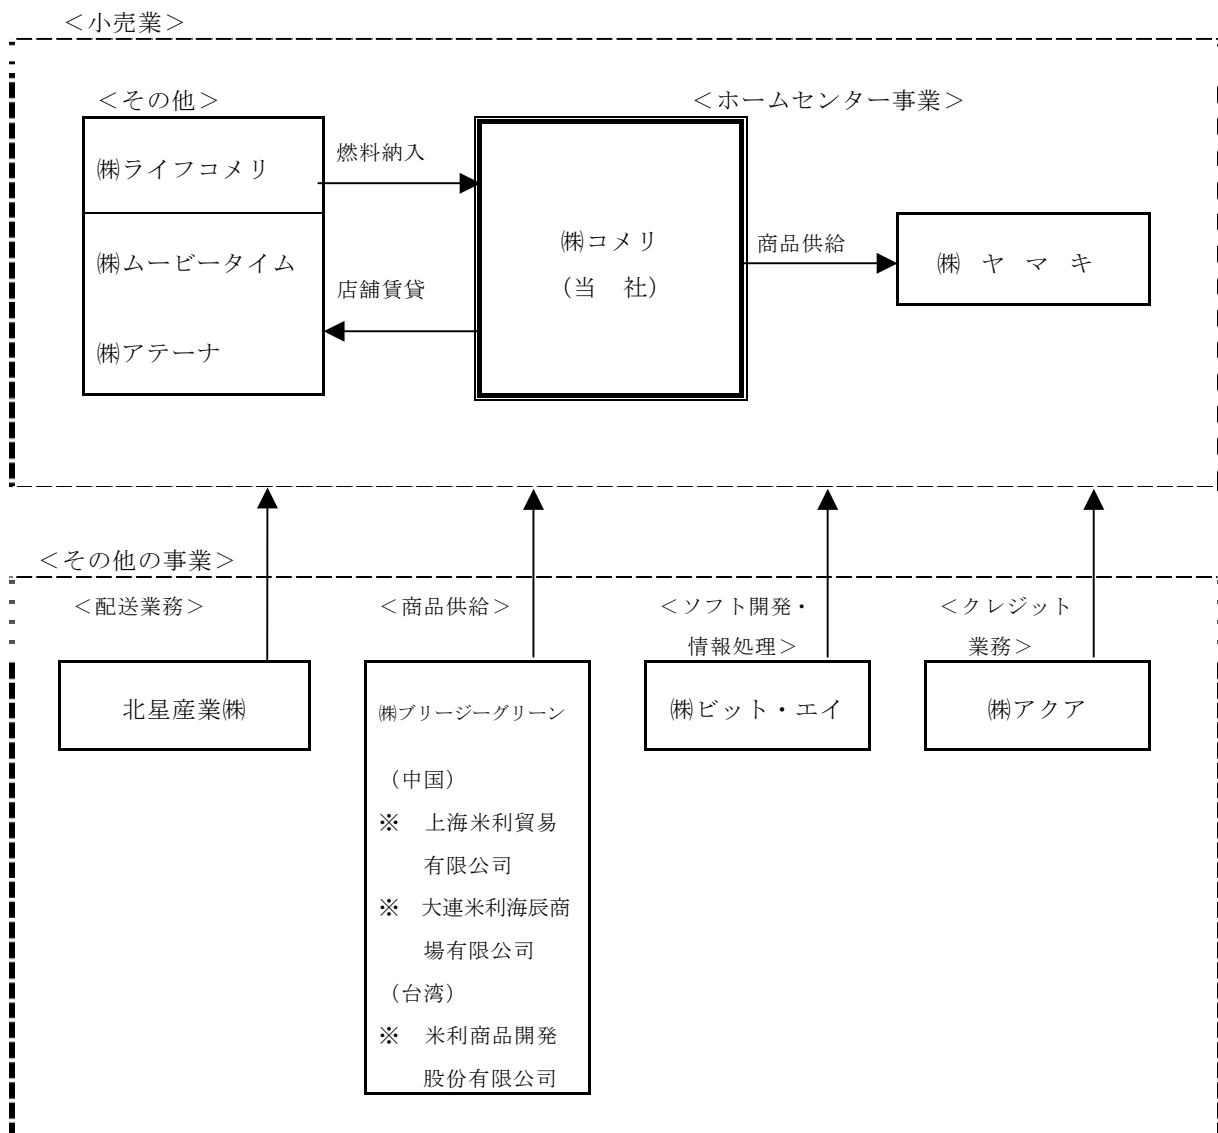 ＜小売業＞
＜その他＞
＜ホームセンター事業＞
㈱ライフコメリ
燃料納入
㈱ムービータイム
店舗賃貸
㈱アテーナ
㈱コメリ
（当　社）
商品供給
㈱　ヤ　マ　キ
＜その他の事業＞
＜配送業務＞
北星産業㈱
＜商品供給＞
㈱ブリージーグリーン
（中国）
※　上海米利貿易
有限公司
※　大連米利海辰商
場有限公司
（台湾）
※　米利商品開発
股份有限公司
＜ソフト開発・
情報処理＞
㈱ビット・エイ
＜クレジット
業務＞
㈱アクア